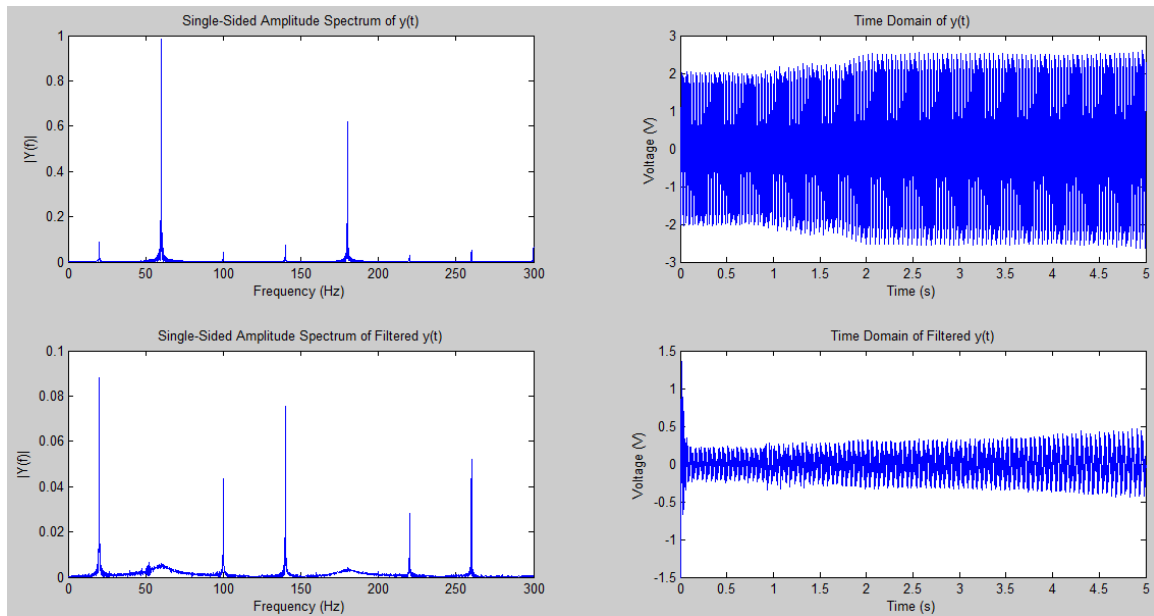 Single-Sided Amplitude Spectrum of y(t)
1
0.8
0.6
0.4
0.2
0
|Y(f)|
0 50 100 150 200 250 300
Frequency (Hz)
Time Domain of y(t)
3
2
1
0
-1
-2
-3
Voltage (V)
0 0.5 1 1.5 2 2.5 3 3.5 4 4.5 5
Time (s)
Single-Sided Amplitude Spectrum of Filtered y(t)
0.1
0.08
0.06
0.04
0.02
0
|Y(f)|
0 50 100 150 200 250 300
Frequency (Hz)
Time Domain of Filtered y(t)
1.5
1
0.5
0
-0.5
-1
-1.5
Voltage (V)
0 0.5 1 1.5 2 2.5 3 3.5 4 4.5 5
Time (s)